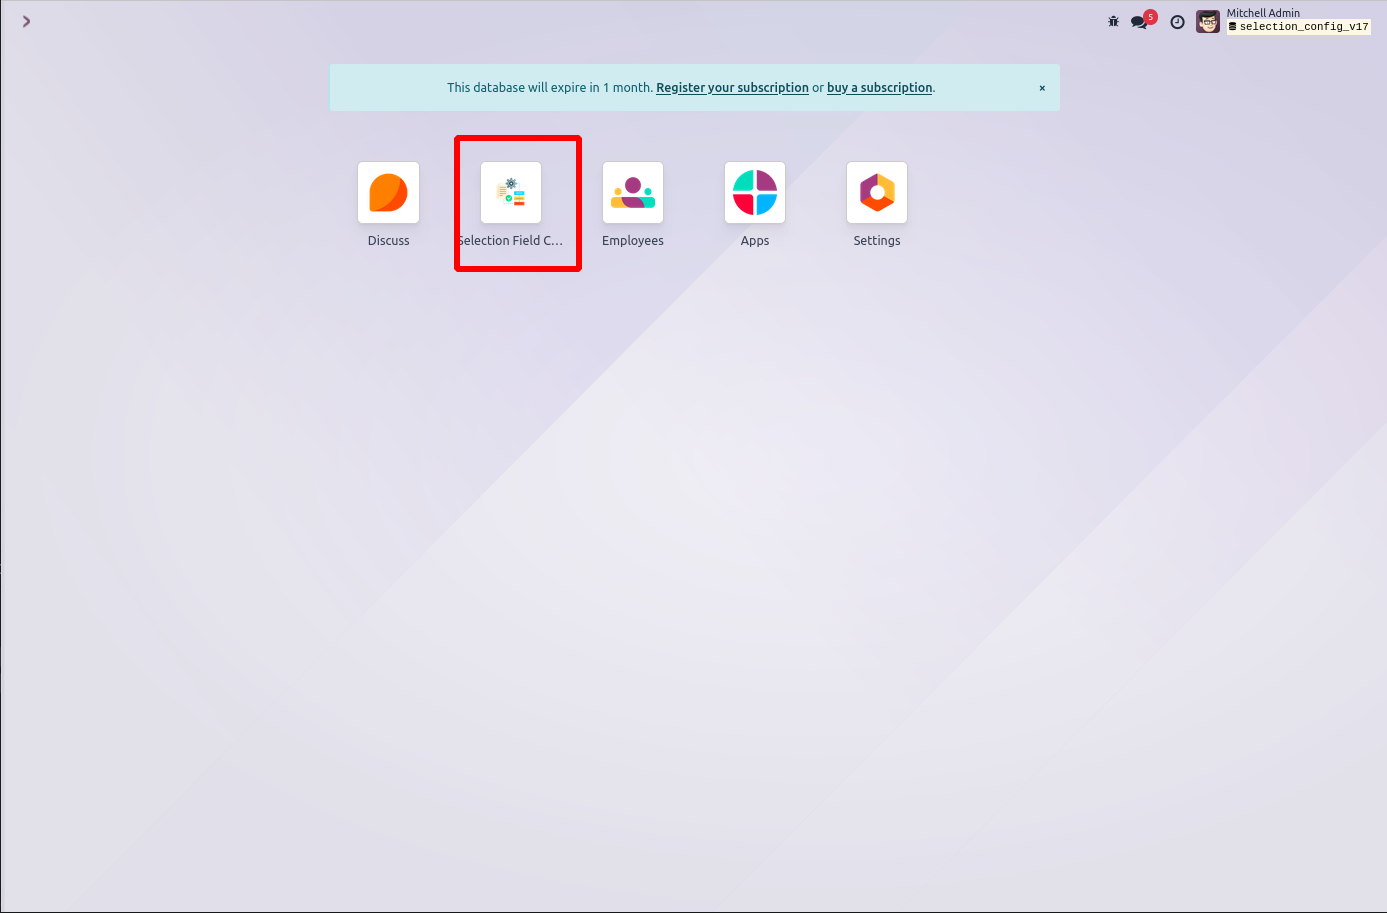 5
Mitchell Admin
selection_config_v17
This database will expire in 1 month. Register your subscription or buy a subscription.
×
Discuss
Selection Field C...
Employees
Apps
Settings